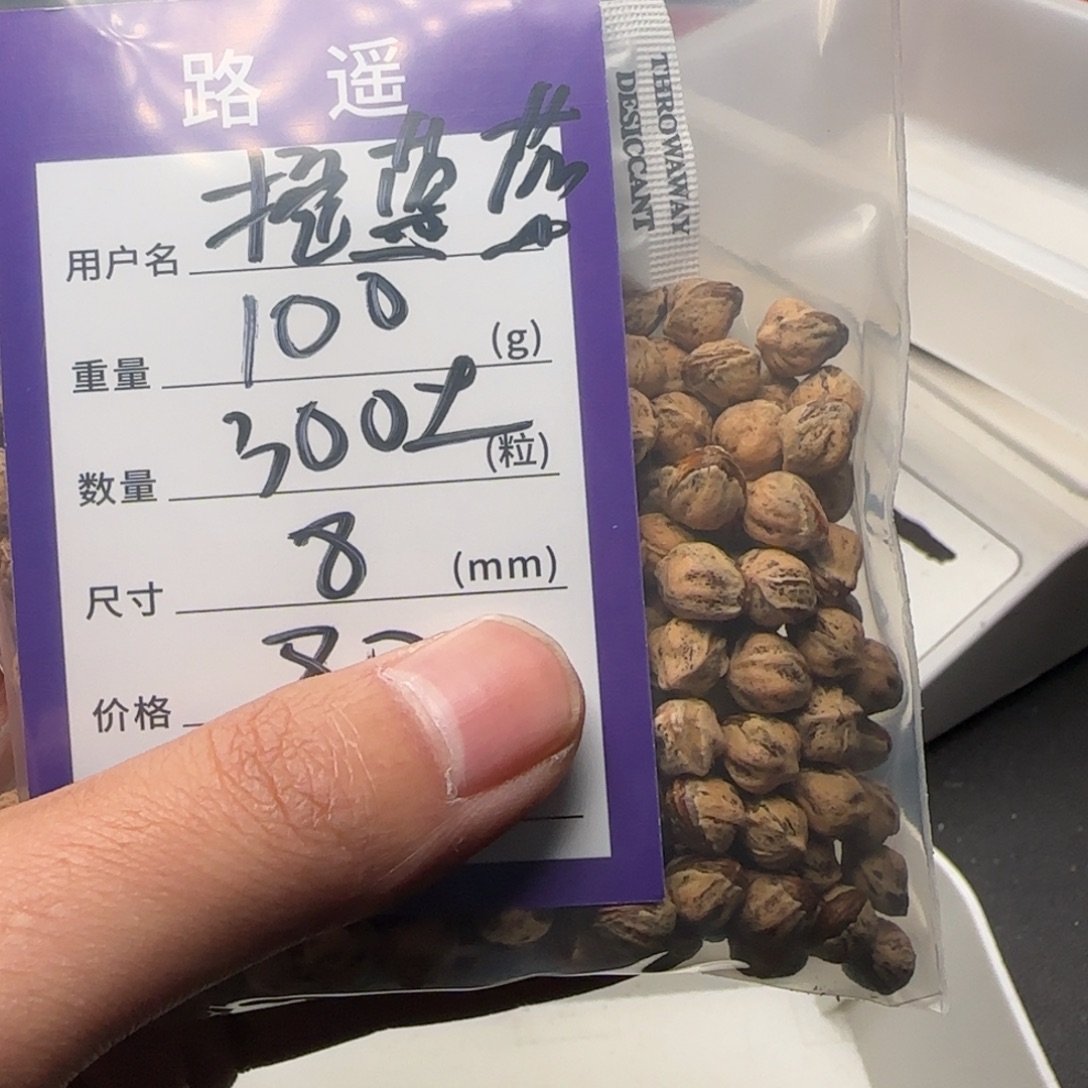 路遥
用户名
重量 100 (g)
数量 300± (粒)
尺寸 8 (mm)
价格 8
THROWAWAY
DESICCANT